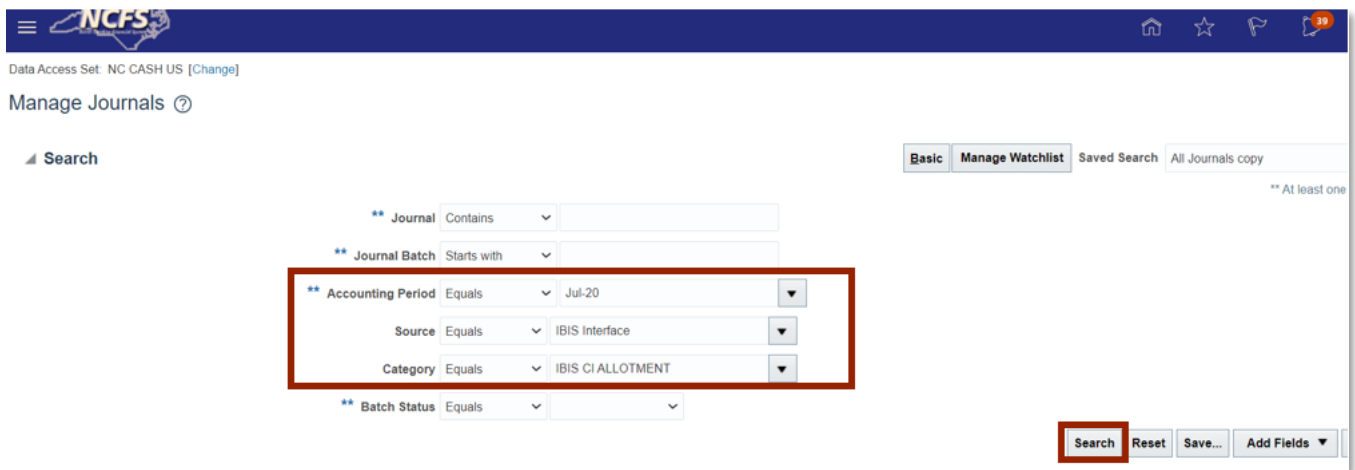 NCFS
39
Data Access Set: NC CASH US [Change]
Manage Journals ?
Search
Basic Manage Watchlist Saved Search All Journals copy
** At least one
** Journal Contains
** Journal Batch Starts with
** Accounting Period Equals Jul-20
Source Equals IBIS Interface
Category Equals IBIS CI ALLOTMENT
** Batch Status Equals
Search Reset Save... Add Fields